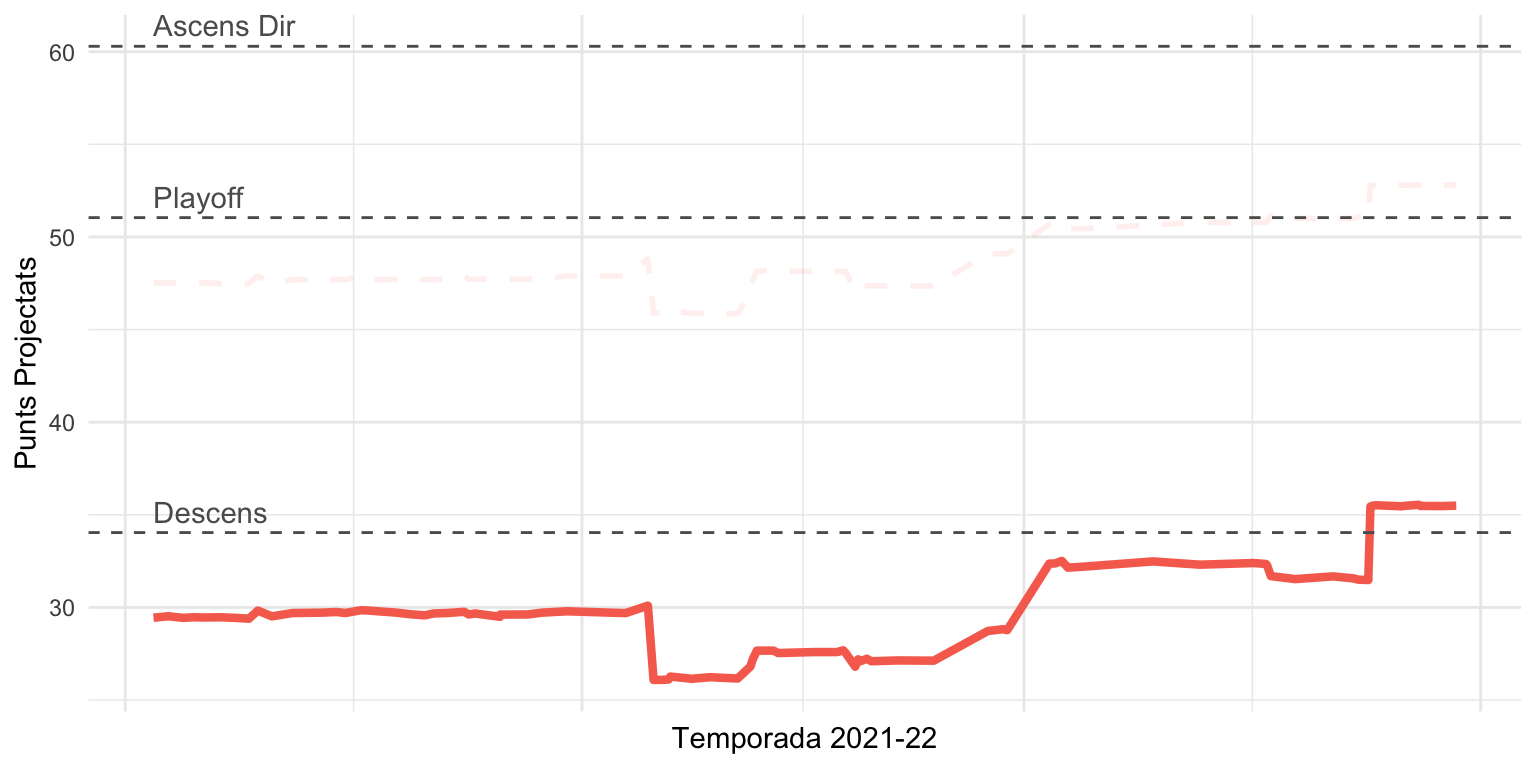 Ascens Dir
60
Playoff
50
Punts Projectats
40
Descens
30
Temporada 2021-22